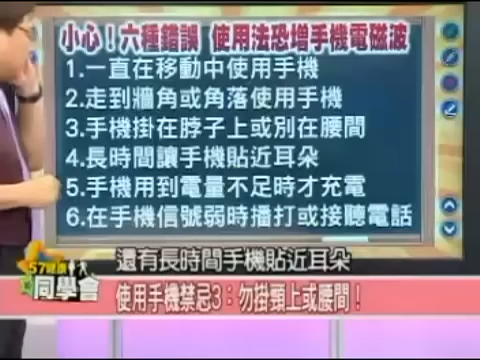 小心！六種錯誤 使用法恐增手機電磁波
1.一直在移動中使用手機
2.走到牆角或角落使用手機
3.手機掛在脖子上或別在腰間
4.長時間讓手機貼近耳朵
5.手機用到電量不足時才充電
6.在手機信號弱時播打或接聽電話
還有長時間手機貼近耳朵
57健康
同學會
使用手機禁忌3：勿掛頸上或腰間！